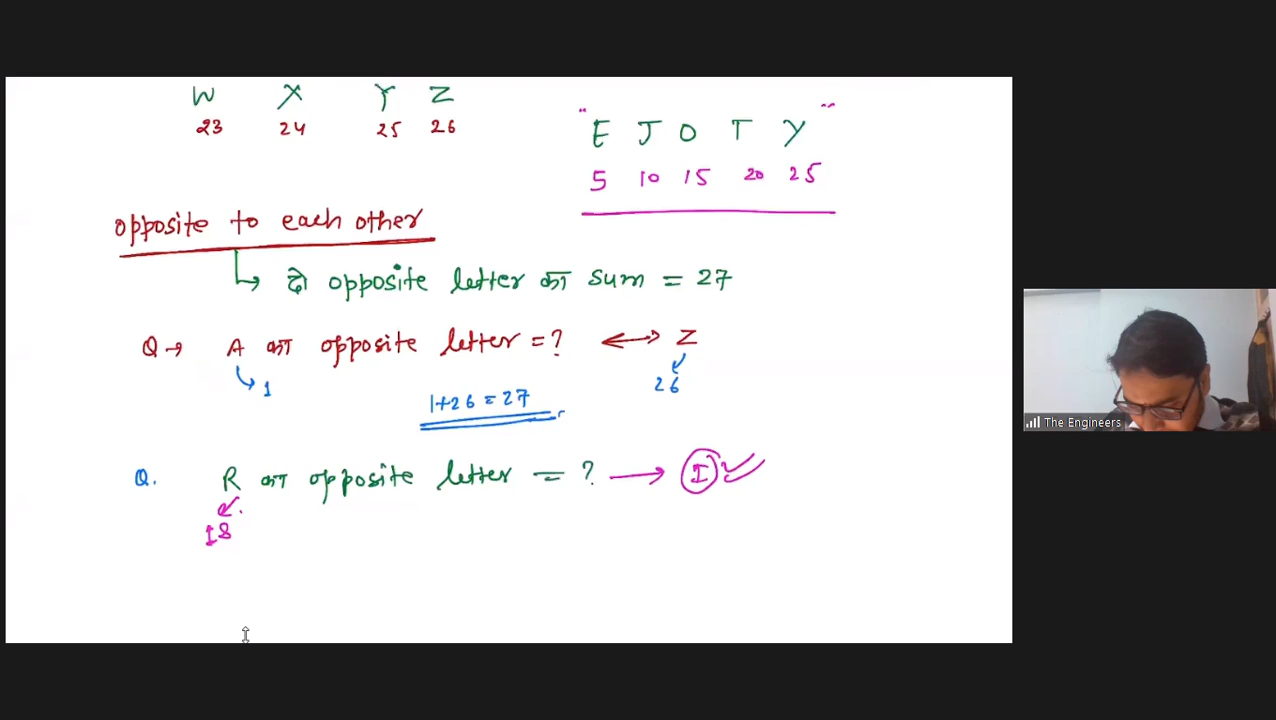 W X Y Z
23 24 25 26
" E J O T Y "
5 10 15 20 25
opposite to each other
दो opposite letter का sum = 27
Q → A का opposite letter = ? ↔ Z
1 26
1+26 = 27
Q. R का opposite letter = ? → I
18
The Engineers